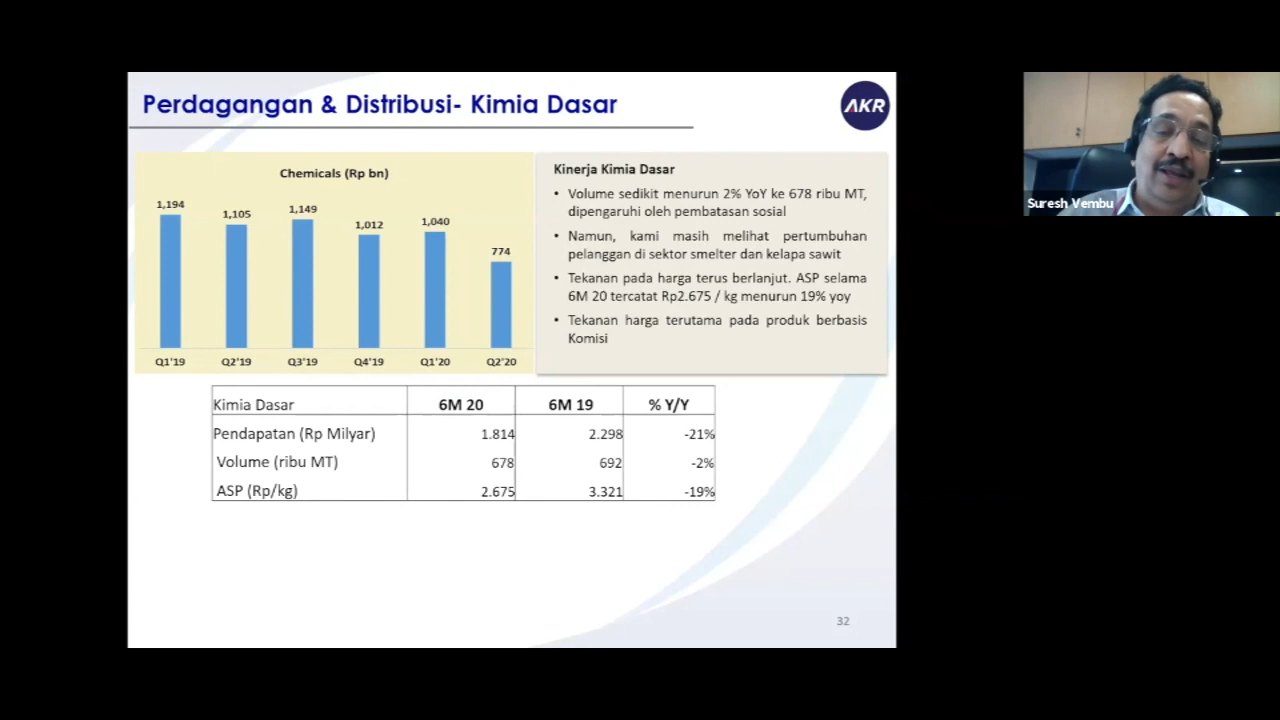 Perdagangan & Distribusi- Kimia Dasar
AKR
Chemicals (Rp bn)
1,194
1,105
1,149
1,012
1,040
774
Q1'19
Q2'19
Q3'19
Q4'19
Q1'20
Q2'20
Kinerja Kimia Dasar
• Volume sedikit menurun 2% YoY ke 678 ribu MT,
dipengaruhi oleh pembatasan sosial
• Namun, kami masih melihat pertumbuhan
pelanggan di sektor smelter dan kelapa sawit
• Tekanan pada harga terus berlanjut. ASP selama
6M 20 tercatat Rp2.675 / kg menurun 19% yoy
• Tekanan harga terutama pada produk berbasis
Komisi
Kimia Dasar 6M 20 6M 19 % Y/Y
Pendapatan (Rp Milyar) 1.814 2.298 -21%
Volume (ribu MT) 678 692 -2%
ASP (Rp/kg) 2.675 3.321 -19%
32
Suresh Vembu